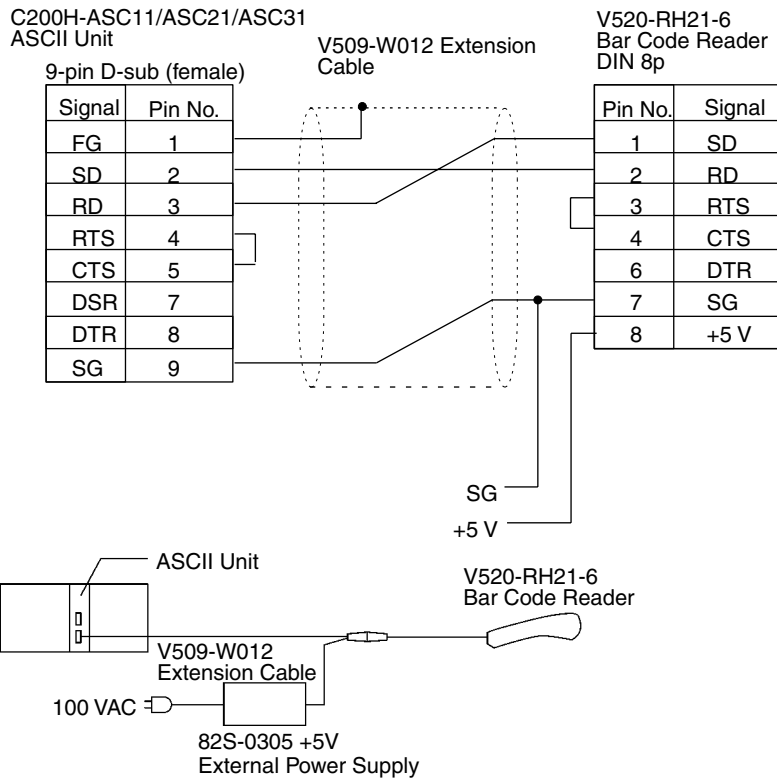 C200H-ASC11/ASC21/ASC31
ASCII Unit
V509-W012 Extension
Cable
V520-RH21-6
Bar Code Reader
DIN 8p
9-pin D-sub (female)
Signal Pin No.
FG 1
SD 2
RD 3
RTS 4
CTS 5
DSR 7
DTR 8
SG 9
Pin No. Signal
1 SD
2 RD
3 RTS
4 CTS
6 DTR
7 SG
8 +5 V
SG
+5 V
ASCII Unit
V520-RH21-6
Bar Code Reader
V509-W012
Extension Cable
100 VAC
82S-0305 +5V
External Power Supply